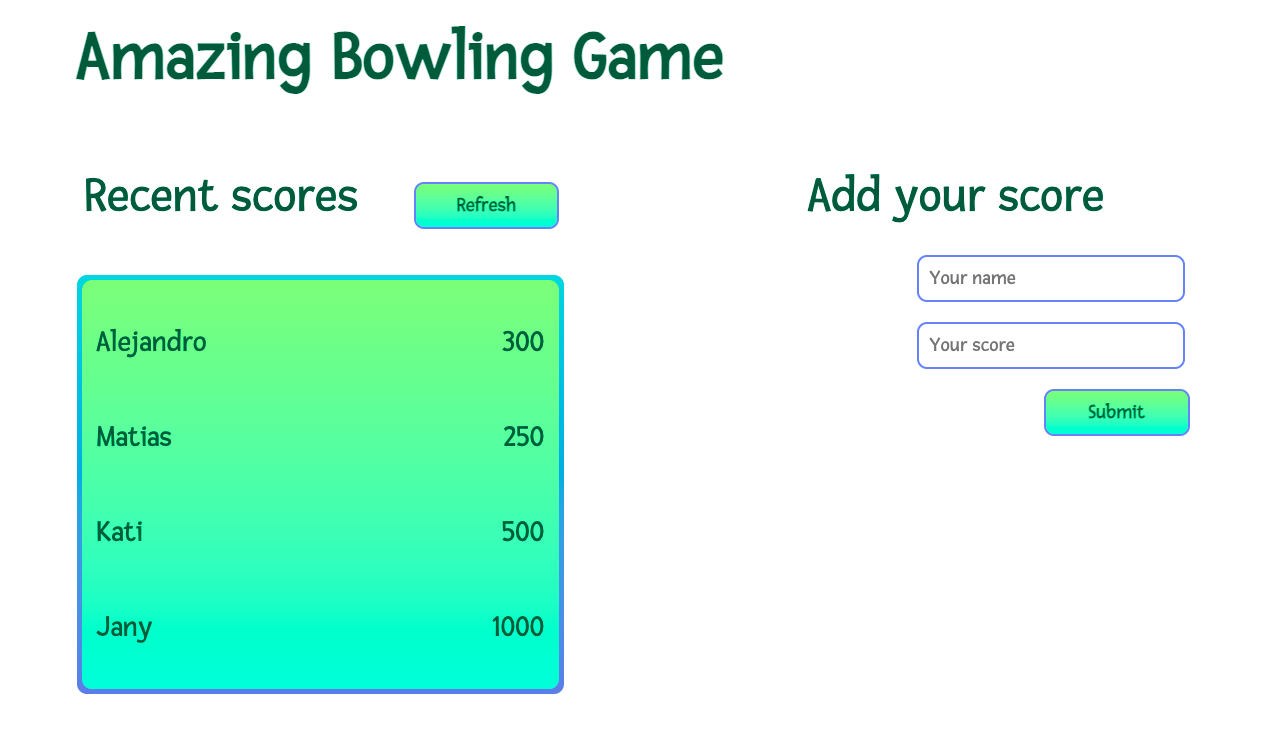 Amazing Bowling Game
Recent scores
Refresh
Alejandro 300
Matias 250
Kati 500
Jany 1000
Add your score
Your name
Your score
Submit